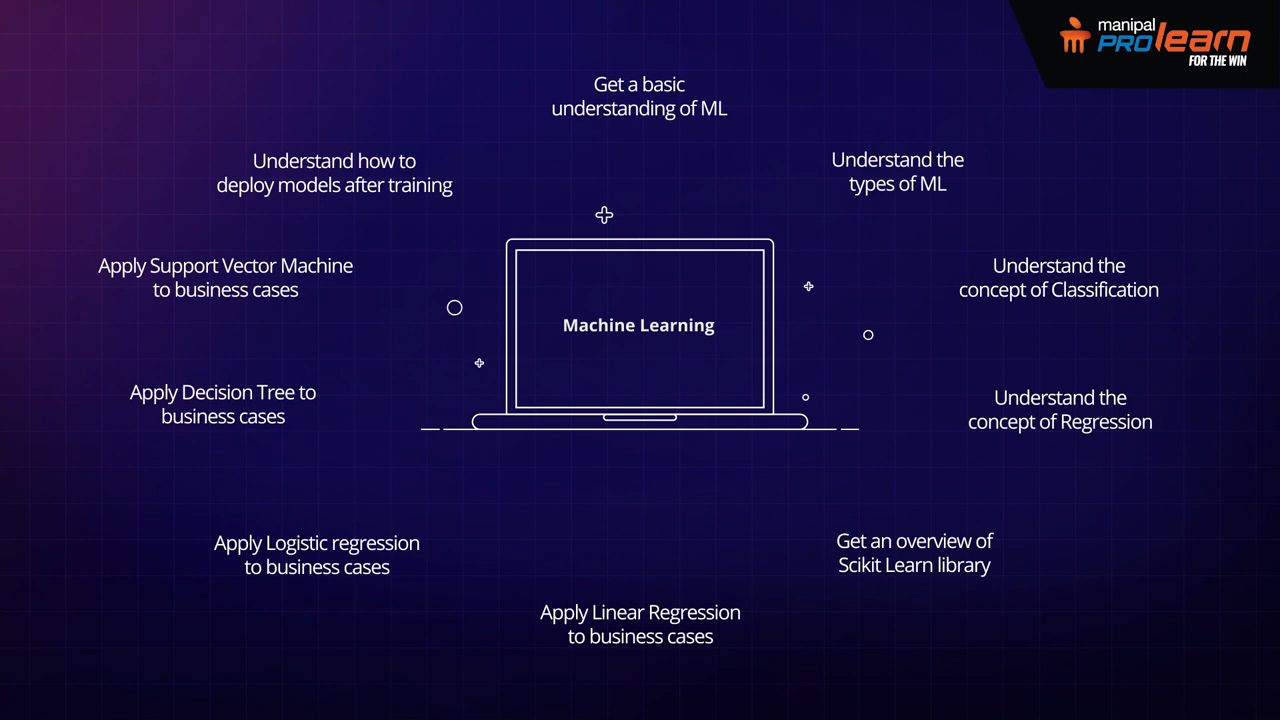 manipal
PROlearn
FOR THE WIN
Get a basic
understanding of ML
Understand how to
deploy models after training
Understand the
types of ML
Apply Support Vector Machine
to business cases
Understand the
concept of Classification
Machine Learning
Apply Decision Tree to
business cases
Understand the
concept of Regression
Apply Logistic regression
to business cases
Get an overview of
Scikit Learn library
Apply Linear Regression
to business cases